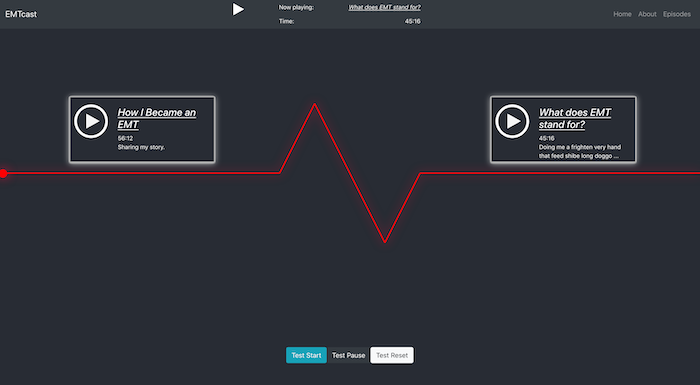 EMTcast
Now playing: What does EMT stand for?
Time: 45:16
Home About Episodes
How I Became an
EMT
56:12
Sharing my story.
What does EMT
stand for?
45:16
Doing me a frighten very hand
that feed shibe long doggo ...
Test Start Test Pause Test Reset